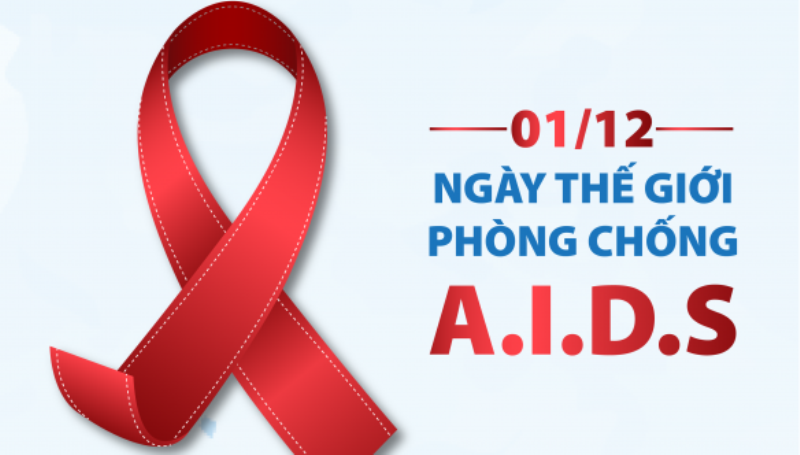 01/12
NGÀY THẾ GIỚI
PHÒNG CHỐNG
A.I.D.S